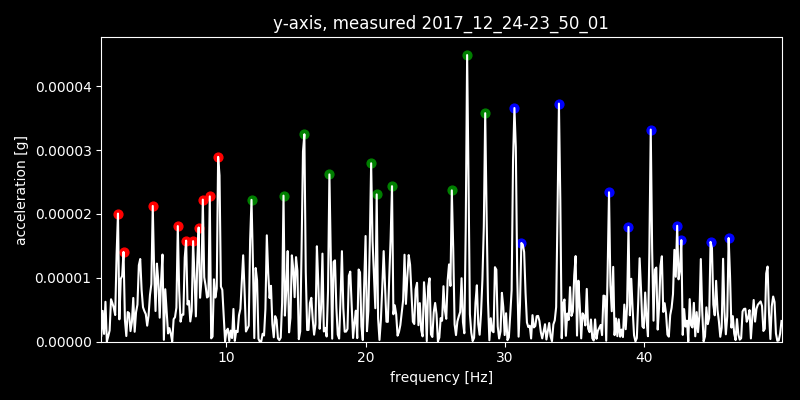 y-axis, measured 2017_12_24-23_50_01
acceleration [g]
0.00004
0.00003
0.00002
0.00001
0.00000
10 20 30 40
frequency [Hz]